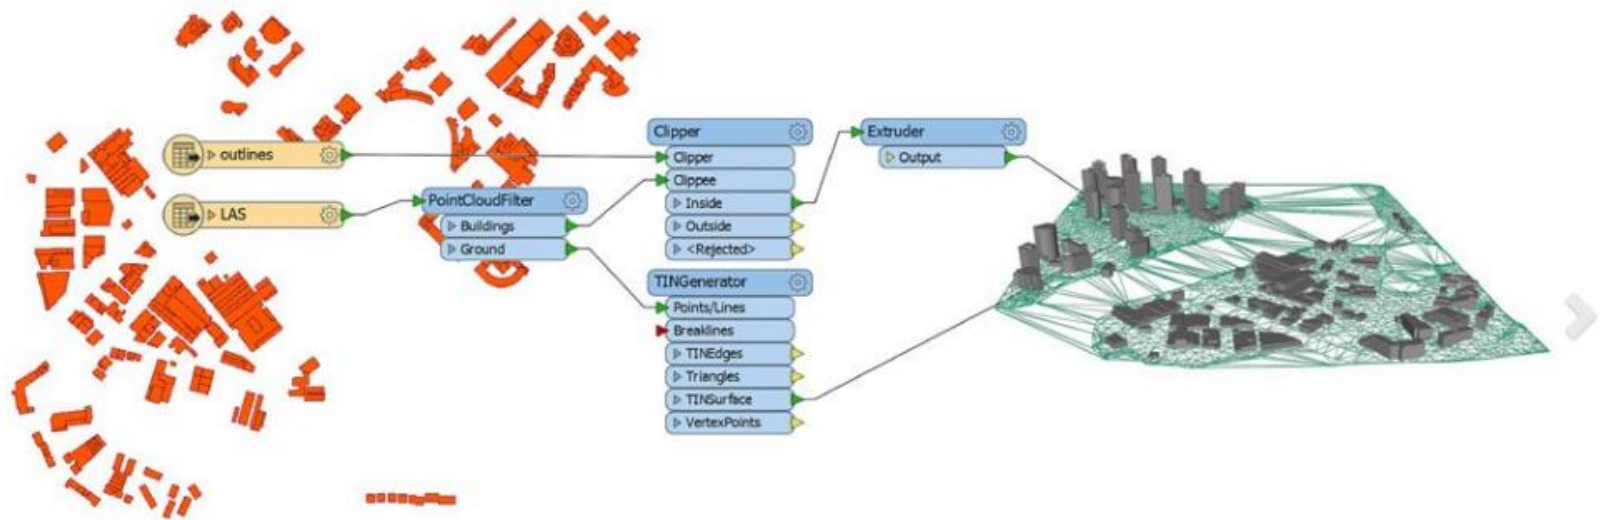 outlines
LAS
PointCloudFilter
Buildings
Ground
Clipper
Clipper
Clippee
Inside
Outside
<Rejected>
TINGenerator
Points/Lines
Breaklines
TINEdges
Triangles
TINSurface
VertexPoints
Extruder
Output